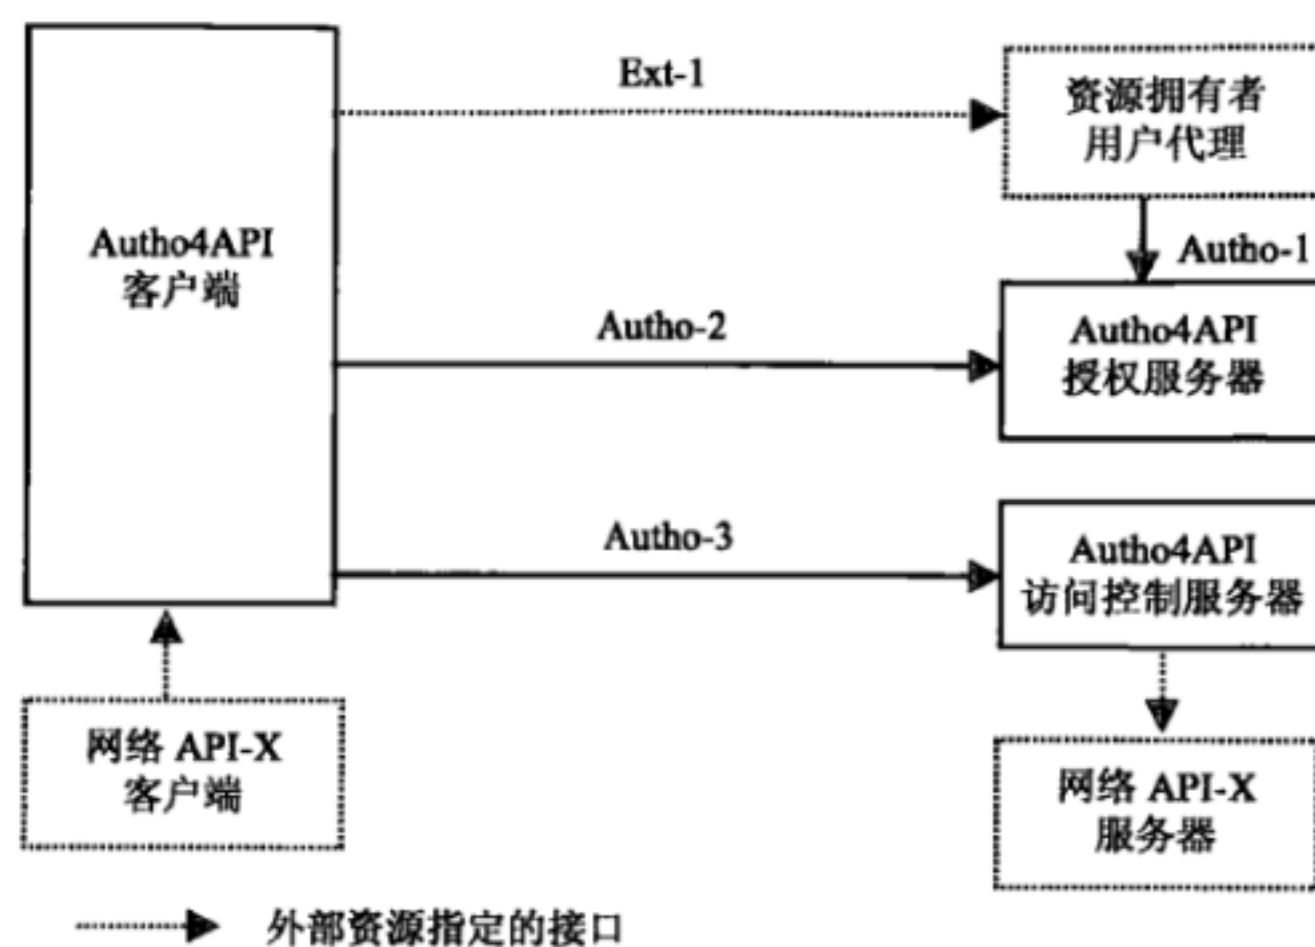 Ext-1
资源拥有者
用户代理
Autho4API
客户端
Autho-1
Autho-2
Autho4API
授权服务器
Autho-3
Autho4API
访问控制服务器
网络 API-X
客户端
网络 API-X
服务器
外部资源指定的接口